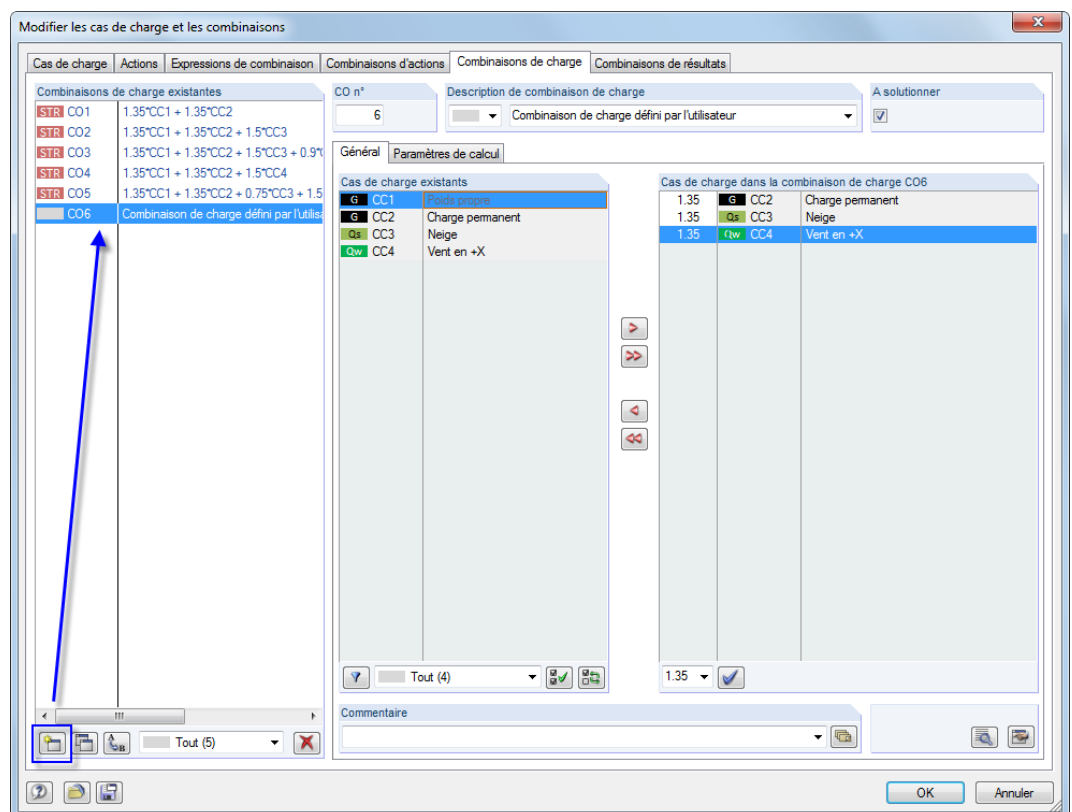 Modifier les cas de charge et les combinaisons
Cas de charge Actions Expressions de combinaison Combinaisons d'actions Combinaisons de charge Combinaisons de résultats
Combinaisons de charge existantes
STR CO1 1.35*CC1 + 1.35*CC2
STR CO2 1.35*CC1 + 1.35*CC2 + 1.5*CC3
STR CO3 1.35*CC1 + 1.35*CC2 + 1.5*CC3 + 0.9*(
STR CO4 1.35*CC1 + 1.35*CC2 + 1.5*CC4
STR CO5 1.35*CC1 + 1.35*CC2 + 0.75*CC3 + 1.5
CO6 Combinaison de charge défini par l'utilisa
Tout (5)
CO n°
6
Description de combinaison de charge
Combinaison de charge défini par l'utilisateur
A solutionner
Général Paramètres de calcul
Cas de charge existants
G CC1 Poids propre
G CC2 Charge permanent
Qs CC3 Neige
Qw CC4 Vent en +X
Tout (4)
Cas de charge dans la combinaison de charge CO6
1.35 G CC2 Charge permanent
1.35 Qs CC3 Neige
1.35 Qw CC4 Vent en +X
1.35
Commentaire
OK Annuler